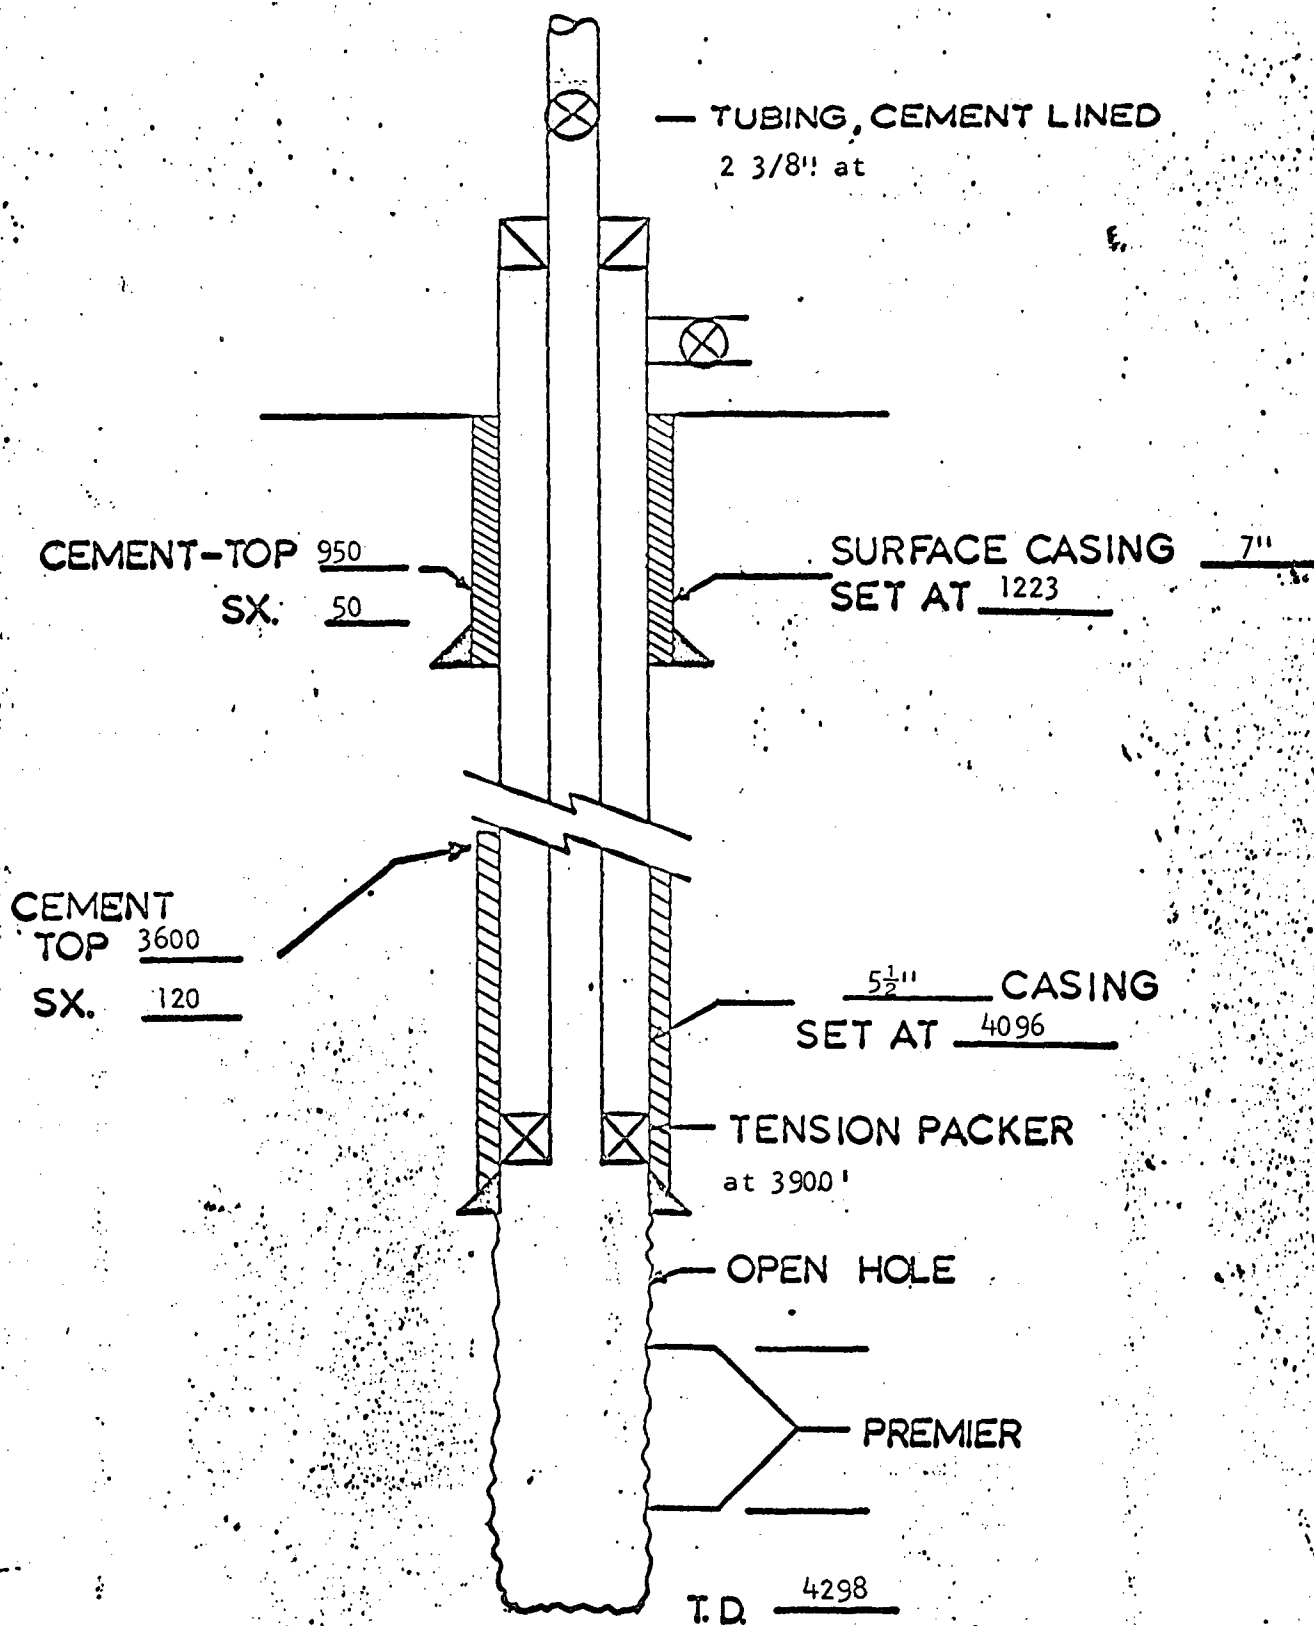 TUBING, CEMENT LINED
2 3/8" at
CEMENT-TOP 950
SX. 50
SURFACE CASING 7"
SET AT 1223
CEMENT
TOP 3600
SX. 120
5½" CASING
SET AT 4096
TENSION PACKER
at 3900'
OPEN HOLE
PREMIER
T.D. 4298